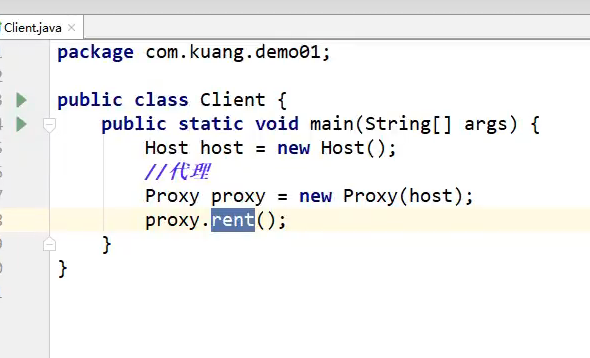 Client.java
package com.kuang.demo01;
public class Client {
public static void main(String[] args) {
Host host = new Host();
//代理
Proxy proxy = new Proxy(host);
proxy.rent();
}
}